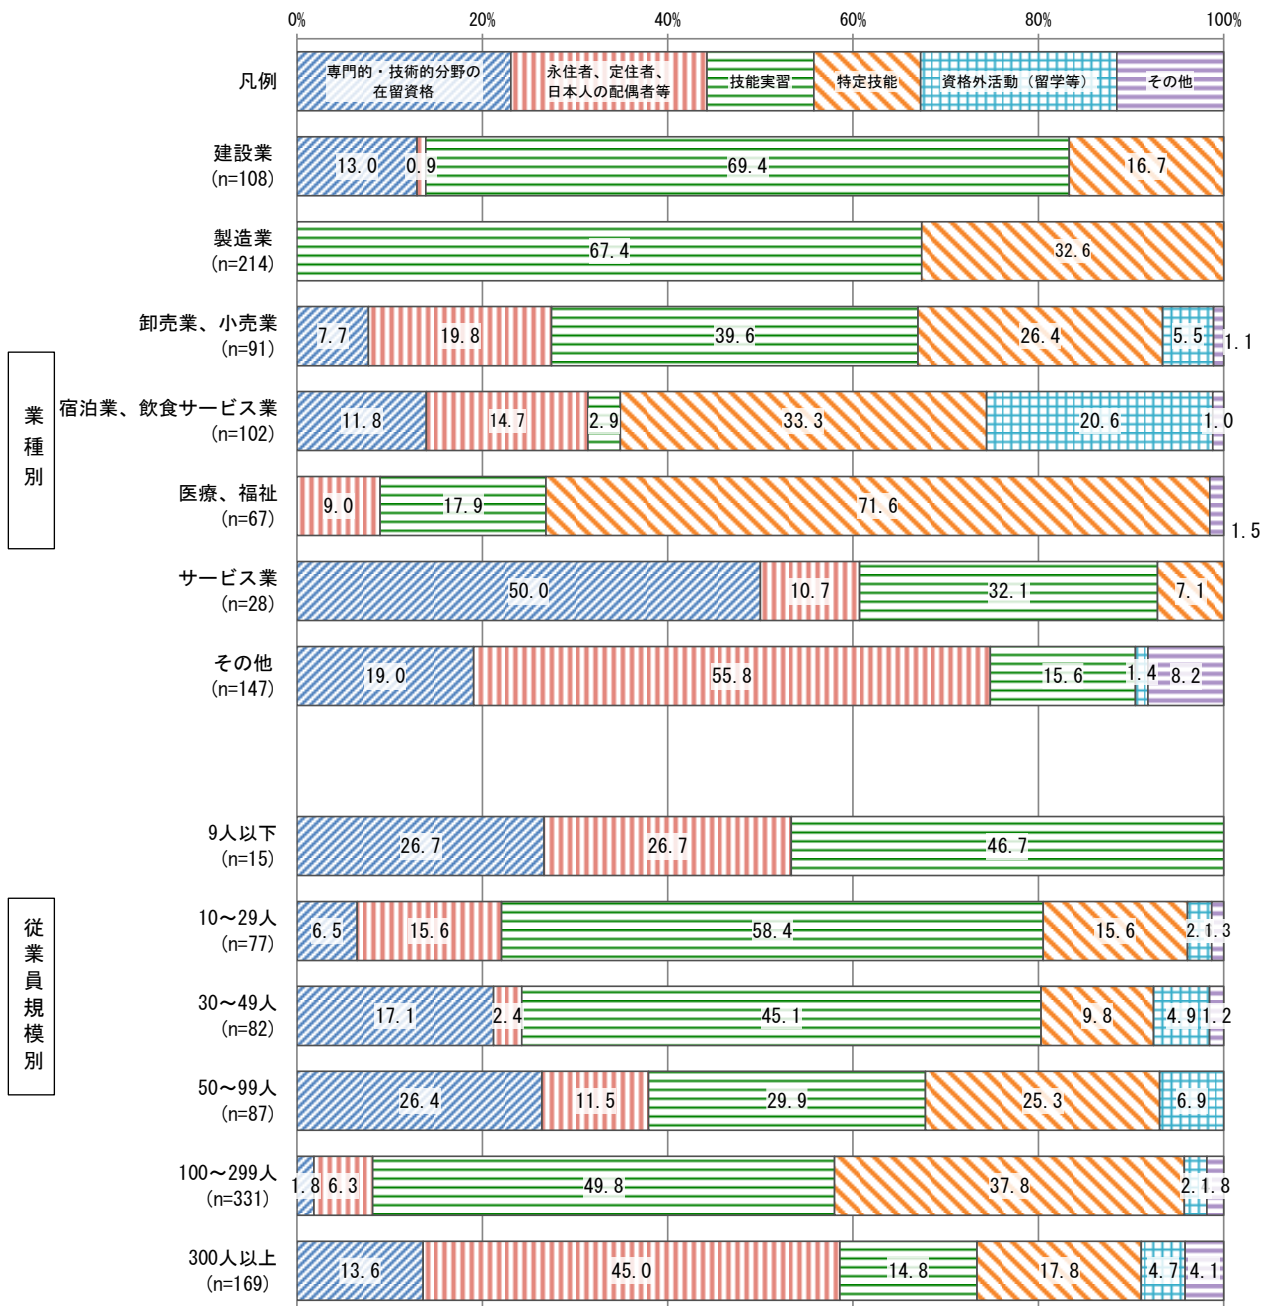 0% 20% 40% 60% 80% 100%
凡例
専門的・技術的分野の
在留資格
永住者、定住者、
日本人の配偶者等
技能実習
特定技能
資格外活動（留学等）
その他
業種別
建設業
(n=108)
13.0 0.9 69.4 16.7
製造業
(n=214)
67.4 32.6
卸売業、小売業
(n=91)
7.7 19.8 39.6 26.4 5.5 1.1
宿泊業、飲食サービス業
(n=102)
11.8 14.7 2.9 33.3 20.6 1.0
医療、福祉
(n=67)
9.0 17.9 71.6 1.5
サービス業
(n=28)
50.0 10.7 32.1 7.1
その他
(n=147)
19.0 55.8 15.6 1.4 8.2
従業員規模別
9人以下
(n=15)
26.7 26.7 46.7
10～29人
(n=77)
6.5 15.6 58.4 15.6 1.3
30～49人
(n=82)
17.1 2.4 45.1 9.8 4.9 1.2
50～99人
(n=87)
26.4 11.5 29.9 25.3 6.9
100～299人
(n=331)
1.8 6.3 49.8 37.8 1.8
300人以上
(n=169)
13.6 45.0 14.8 17.8 4.7 4.1